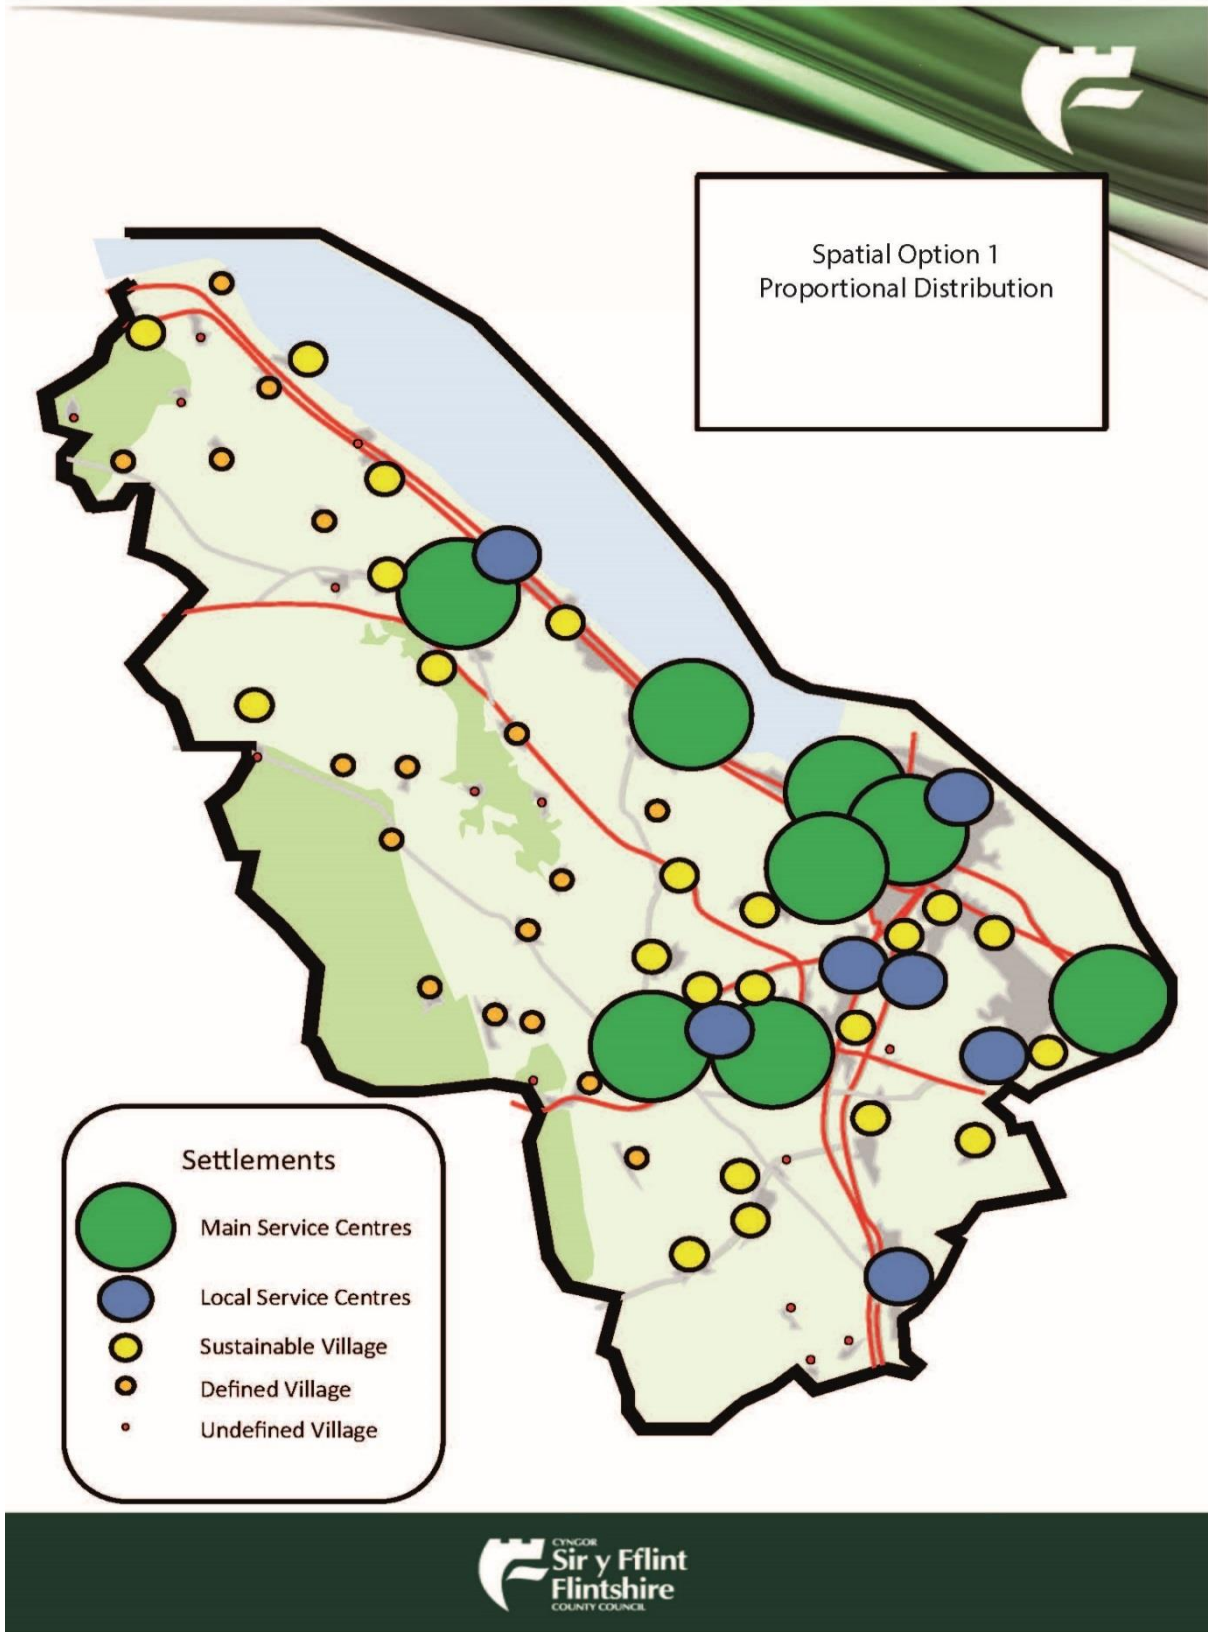 Spatial Option 1
Proportional Distribution
Settlements
Main Service Centres
Local Service Centres
Sustainable Village
Defined Village
Undefined Village
CYNGOR
Sir y Fflint
Flintshire
COUNTY COUNCIL